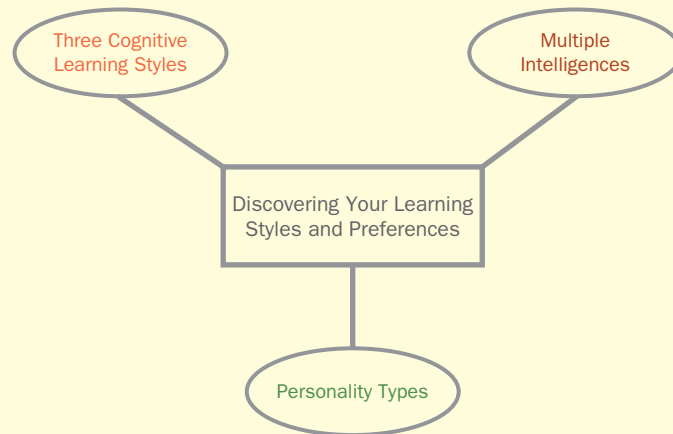 Three Cognitive
Learning Styles
Multiple
Intelligences
Discovering Your Learning
Styles and Preferences
Personality Types